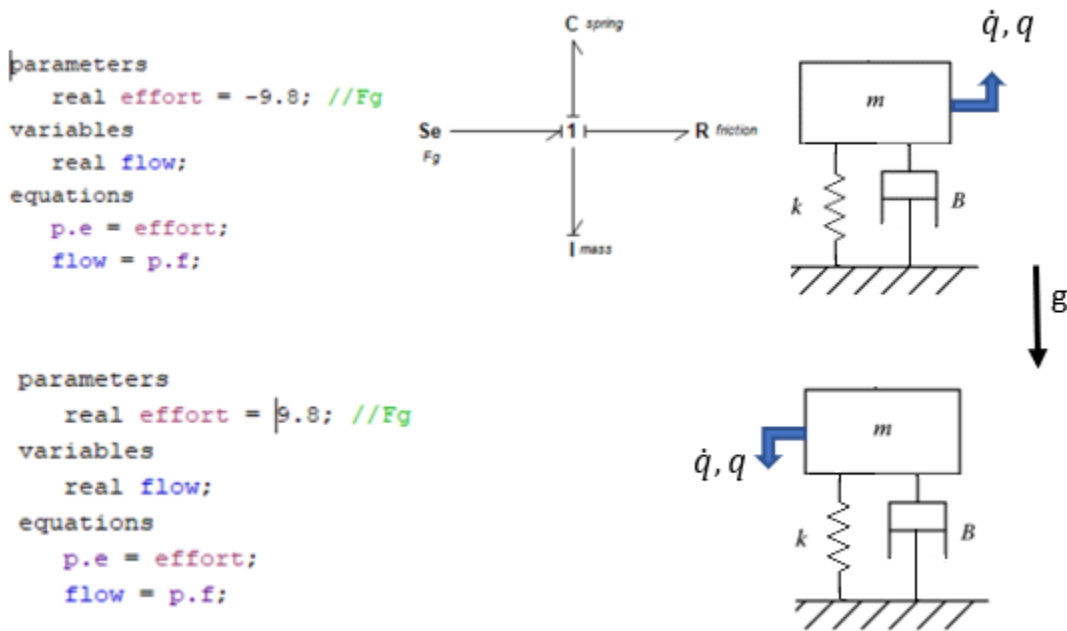 parameters
real effort = -9.8; //Fg
variables
real flow;
equations
p.e = effort;
flow = p.f;
C spring
Se 1 R friction
Fg
I mass
q̇, q
m
k B
g
parameters
real effort = 9.8; //Fg
variables
real flow;
equations
p.e = effort;
flow = p.f;
m
q̇, q
k B